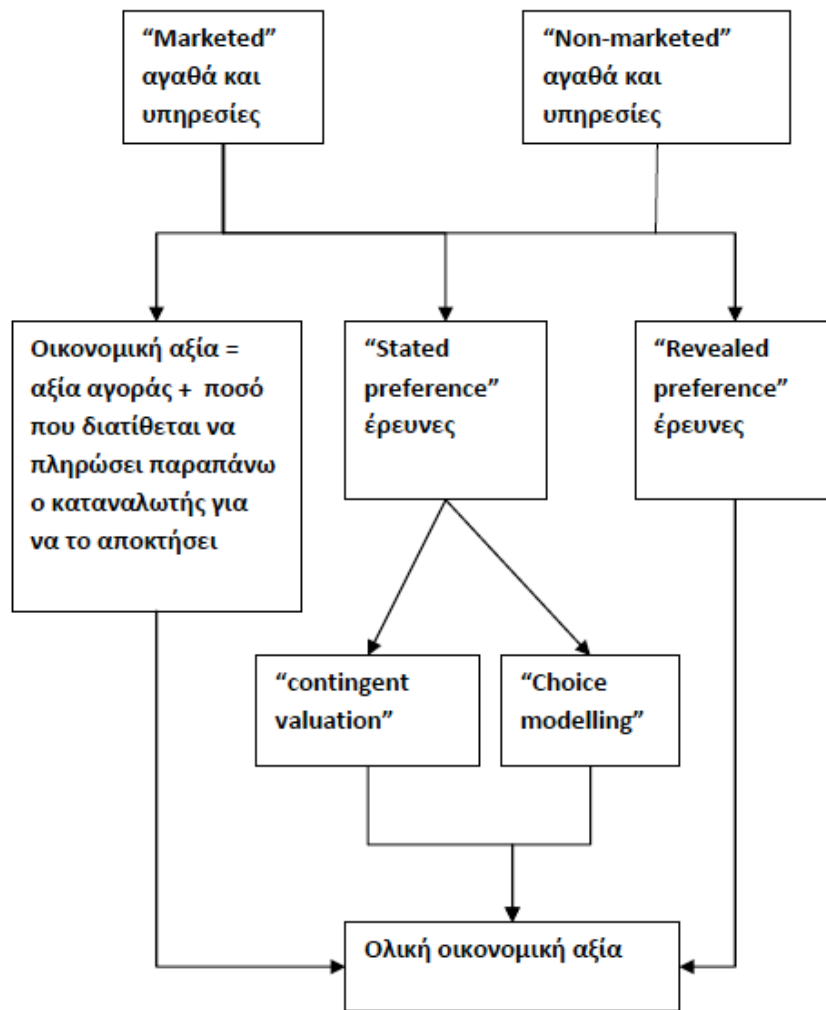 “Marketed”
αγαθά και
υπηρεσίες
“Non-marketed”
αγαθά και
υπηρεσίες
Οικονομική αξία =
αξία αγοράς + ποσό
που διατίθεται να
πληρώσει παραπάνω
ο καταναλωτής για
να το αποκτήσει
“Stated
preference”
έρευνες
“Revealed
preference”
έρευνες
“contingent
valuation”
“Choice
modelling”
Ολική οικονομική αξία